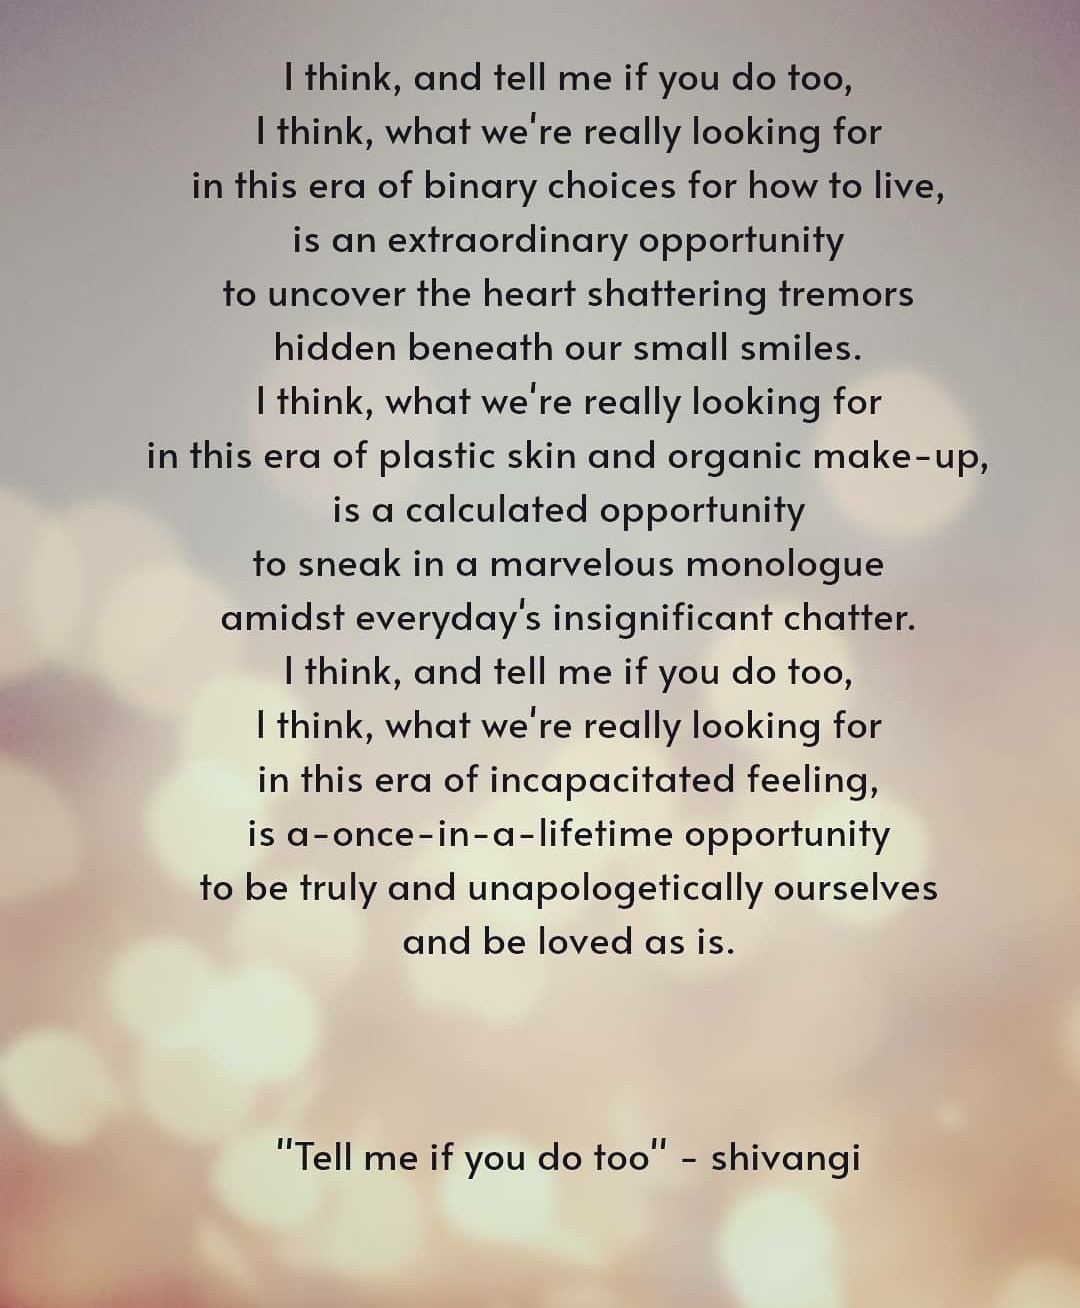 I think, and tell me if you do too,
I think, what we're really looking for
in this era of binary choices for how to live,
is an extraordinary opportunity
to uncover the heart shattering tremors
hidden beneath our small smiles.
I think, what we're really looking for
in this era of plastic skin and organic make-up,
is a calculated opportunity
to sneak in a marvelous monologue
amidst everyday's insignificant chatter.
I think, and tell me if you do too,
I think, what we're really looking for
in this era of incapacitated feeling,
is a-once-in-a-lifetime opportunity
to be truly and unapologetically ourselves
and be loved as is.
"Tell me if you do too" - shivangi